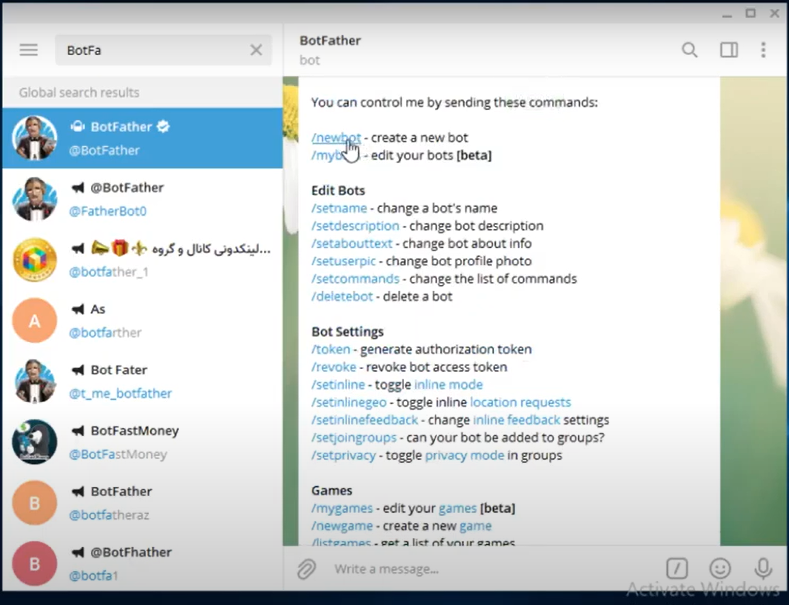 BotFa
Global search results
BotFather
@BotFather
@BotFather
@FatherBot0
لینکدونی کانال و گروه...
@botfather_1
A
As
@botfarther
Bot Fater
@t_me_botfather
BotFastMoney
@BotFastMoney
B
BotFather
@botfatheraz
B
@BotFhather
@botfa1
BotFather
bot
You can control me by sending these commands:
/newbot - create a new bot
/myb - edit your bots [beta]
Edit Bots
/setname - change a bot's name
/setdescription - change bot description
/setabouttext - change bot about info
/setuserpic - change bot profile photo
/setcommands - change the list of commands
/deletebot - delete a bot
Bot Settings
/token - generate authorization token
/revoke - revoke bot access token
/setinline - toggle inline mode
/setinlinegeo - toggle inline location requests
/setinlinefeedback - change inline feedback settings
/setjoingroups - can your bot be added to groups?
/setprivacy - toggle privacy mode in groups
Games
/mygames - edit your games [beta]
/newgame - create a new game
/listgames - get a list of your games
Write a message...
Activate Windows